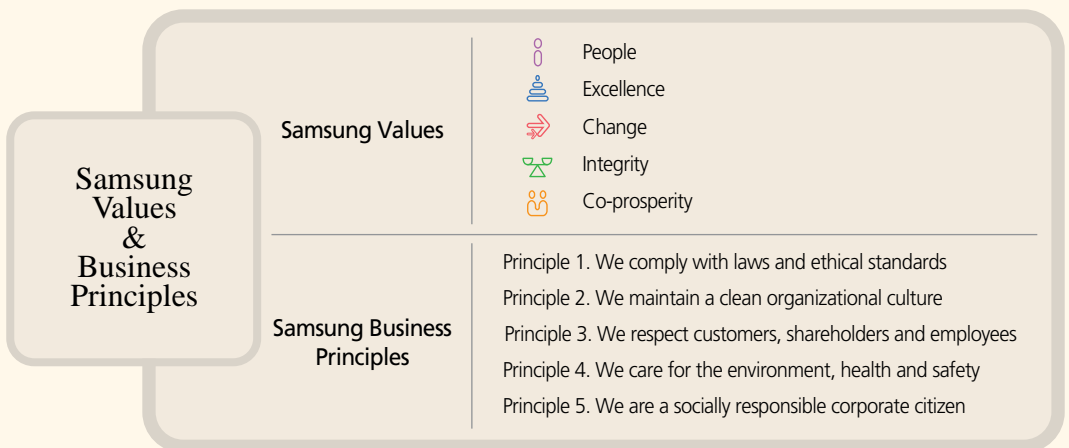 Samsung
Values
&
Business
Principles
Samsung Values
People
Excellence
Change
Integrity
Co-prosperity
Samsung Business
Principles
Principle 1. We comply with laws and ethical standards
Principle 2. We maintain a clean organizational culture
Principle 3. We respect customers, shareholders and employees
Principle 4. We care for the environment, health and safety
Principle 5. We are a socially responsible corporate citizen